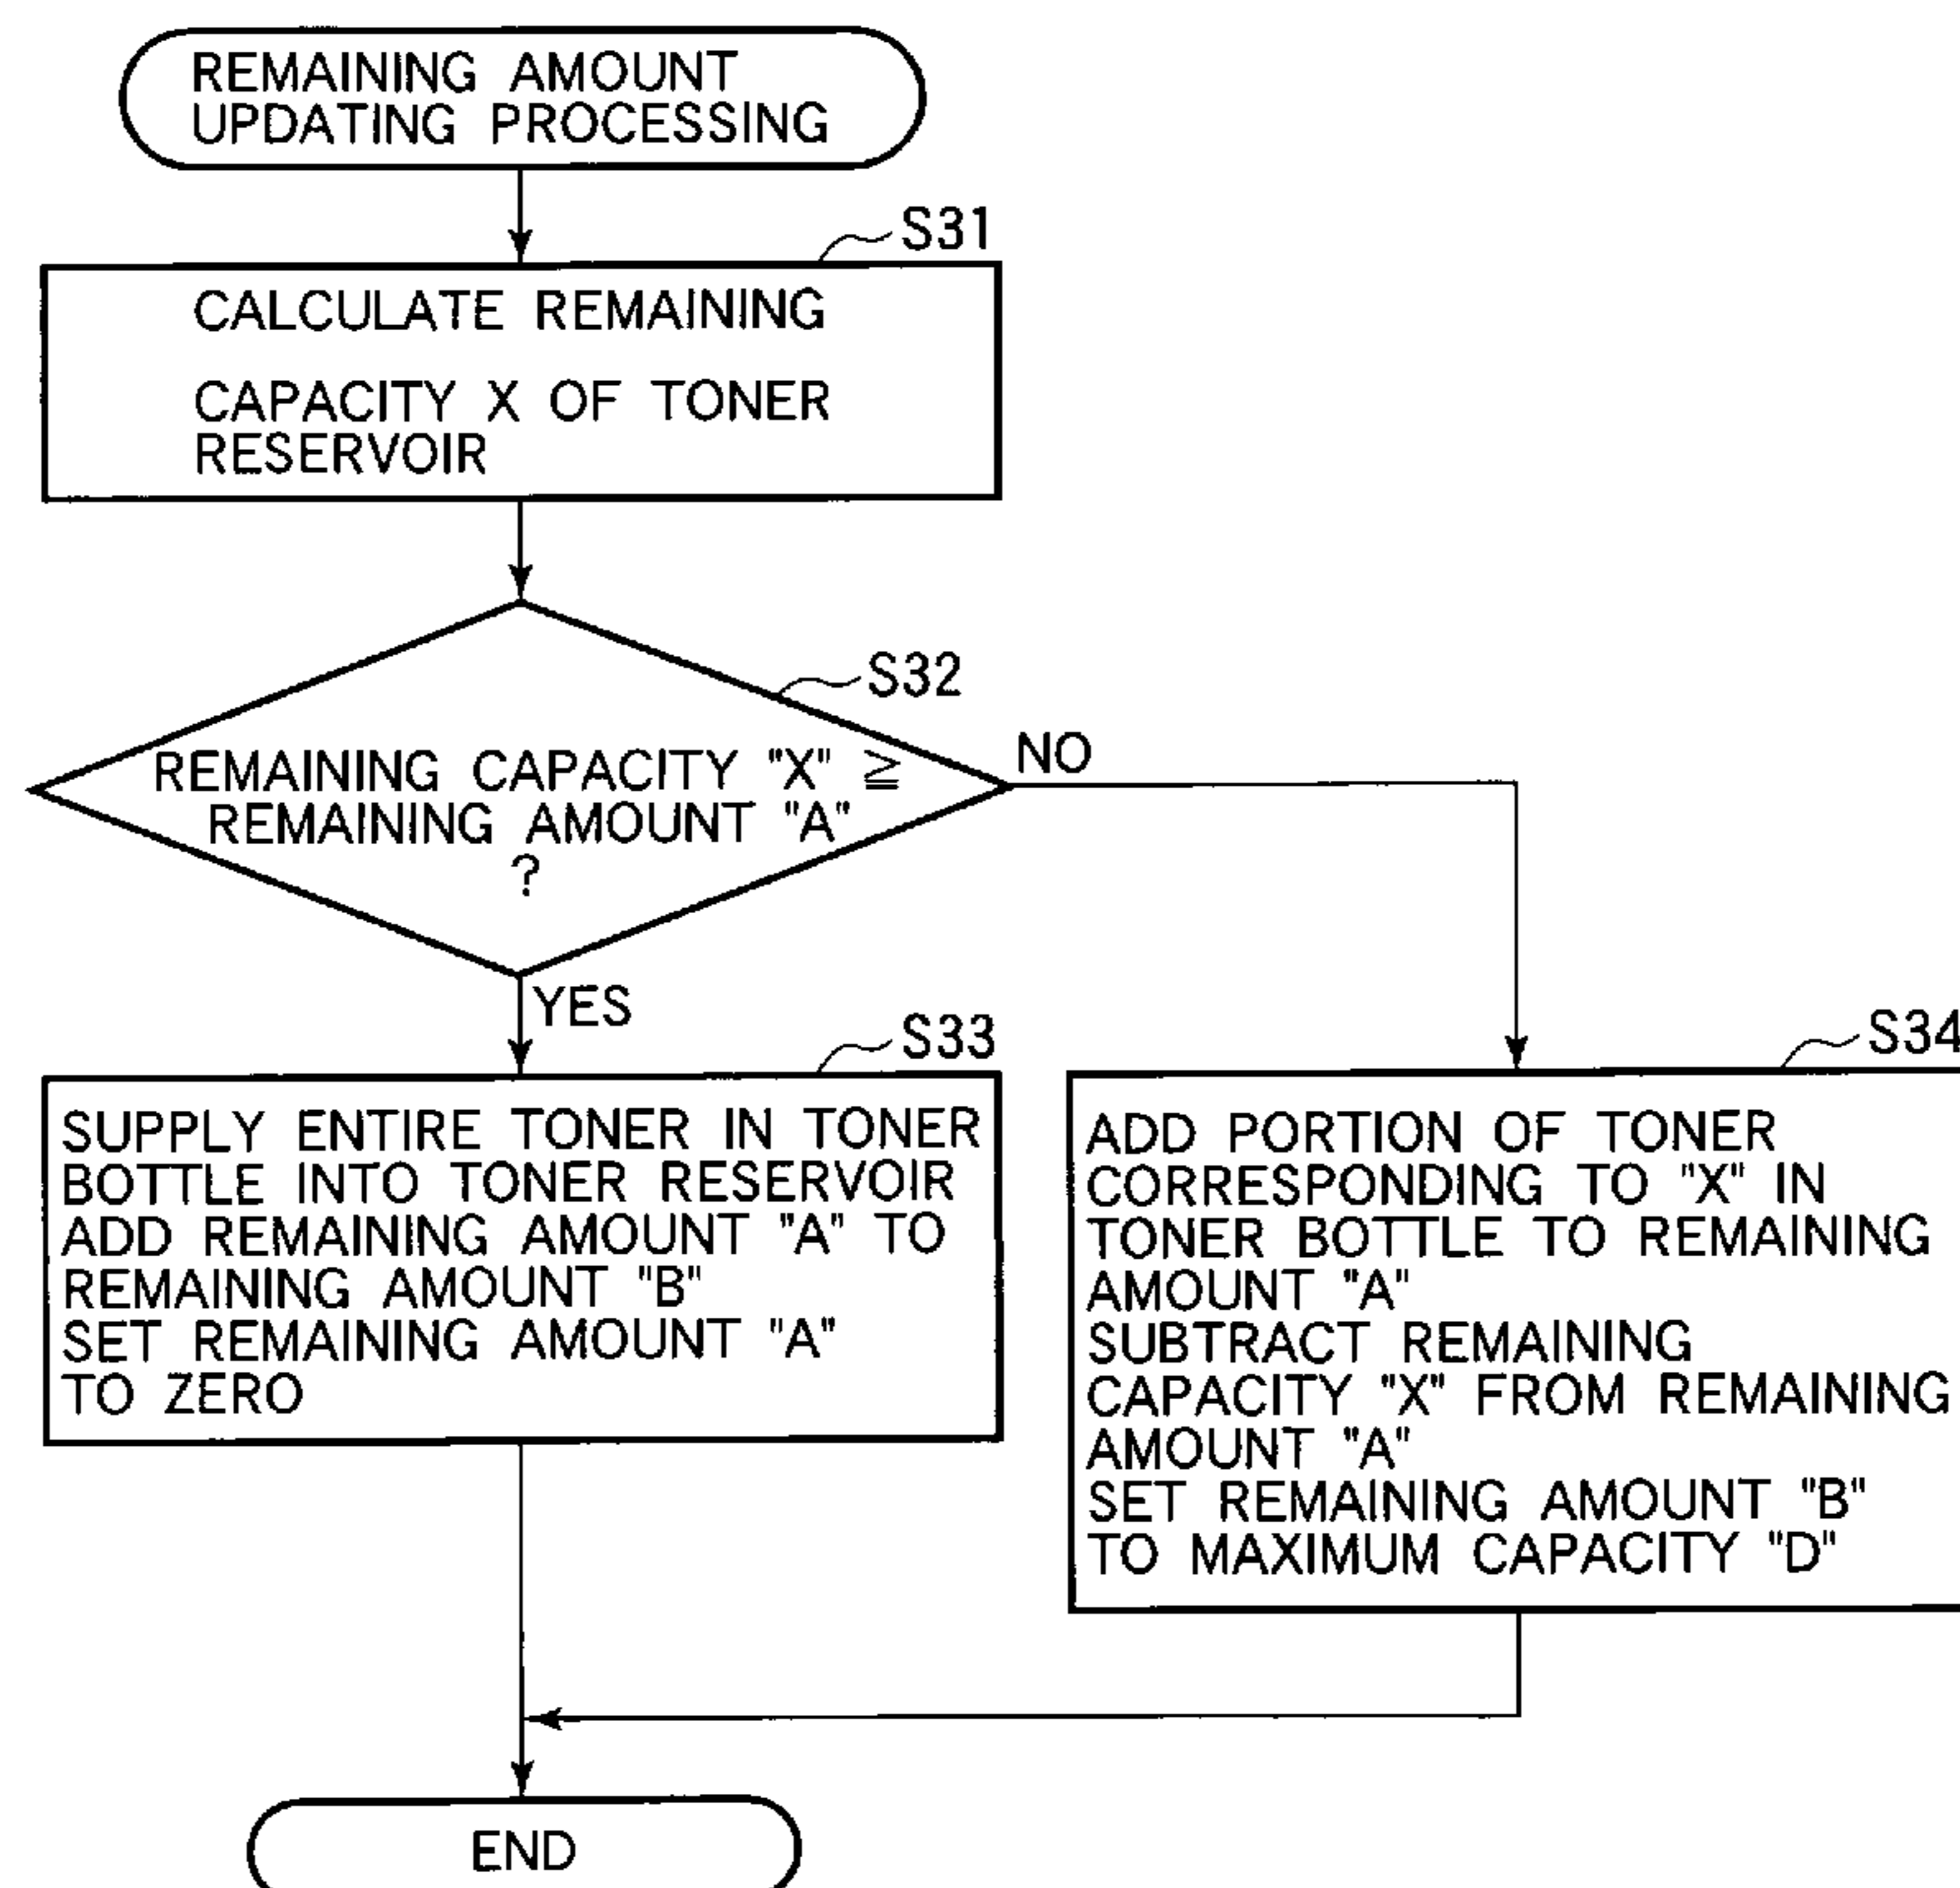 REMAINING AMOUNT
UPDATING PROCESSING
S31
CALCULATE REMAINING
CAPACITY X OF TONER
RESERVOIR
S32
REMAINING CAPACITY "X" ≧
REMAINING AMOUNT "A"
?
NO
YES
S33
SUPPLY ENTIRE TONER IN TONER
BOTTLE INTO TONER RESERVOIR
ADD REMAINING AMOUNT "A" TO
REMAINING AMOUNT "B"
SET REMAINING AMOUNT "A"
TO ZERO
S34
ADD PORTION OF TONER
CORRESPONDING TO "X" IN
TONER BOTTLE TO REMAINING
AMOUNT "A"
SUBTRACT REMAINING
CAPACITY "X" FROM REMAINING
AMOUNT "A"
SET REMAINING AMOUNT "B"
TO MAXIMUM CAPACITY "D"
END